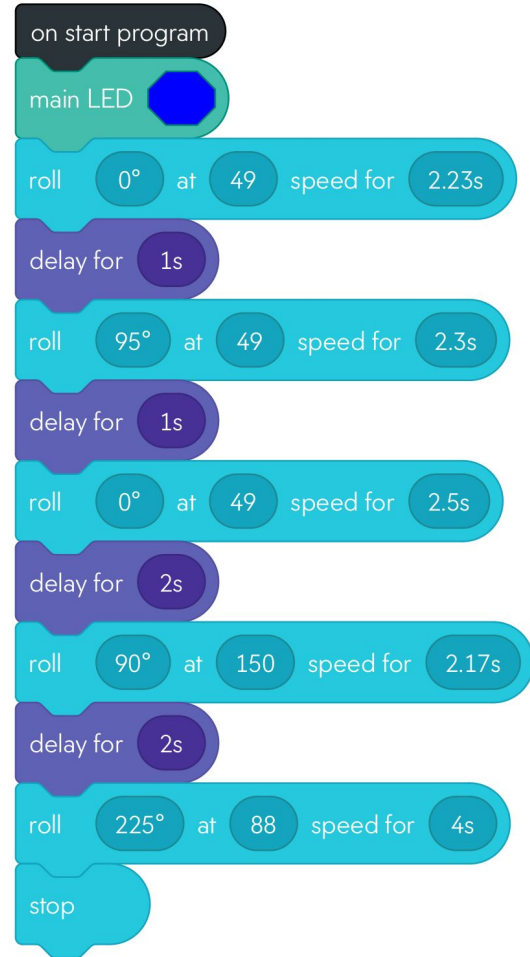 on start program
main LED
roll 0° at 49 speed for 2.23s
delay for 1s
roll 95° at 49 speed for 2.3s
delay for 1s
roll 0° at 49 speed for 2.5s
delay for 2s
roll 90° at 150 speed for 2.17s
delay for 2s
roll 225° at 88 speed for 4s
stop